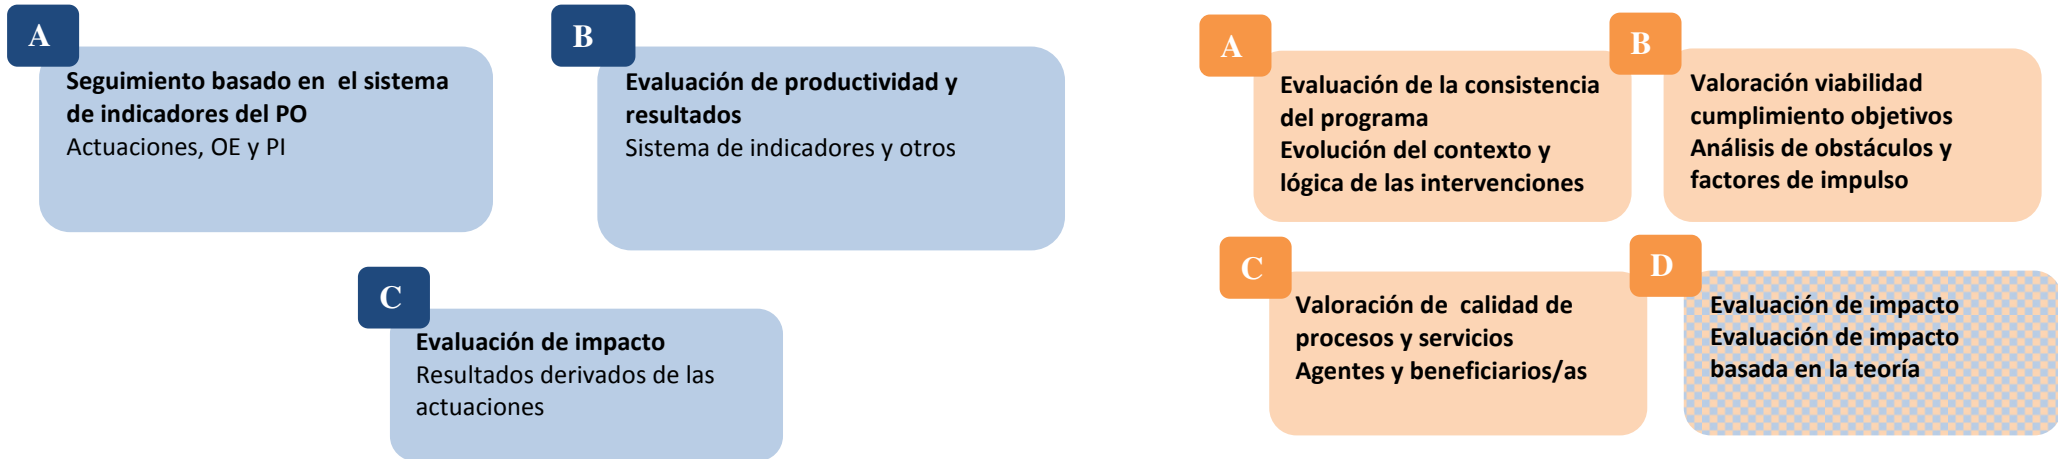 A
Seguimiento basado en el sistema
de indicadores del PO
Actuaciones, OE y PI
B
Evaluación de productividad y
resultados
Sistema de indicadores y otros
C
Evaluación de impacto
Resultados derivados de las
actuaciones
A
Evaluación de la consistencia
del programa
Evolución del contexto y
lógica de las intervenciones
B
Valoración viabilidad
cumplimiento objetivos
Análisis de obstáculos y
factores de impulso
C
Valoración de calidad de
procesos y servicios
Agentes y beneficiarios/as
D
Evaluación de impacto
Evaluación de impacto
basada en la teoría